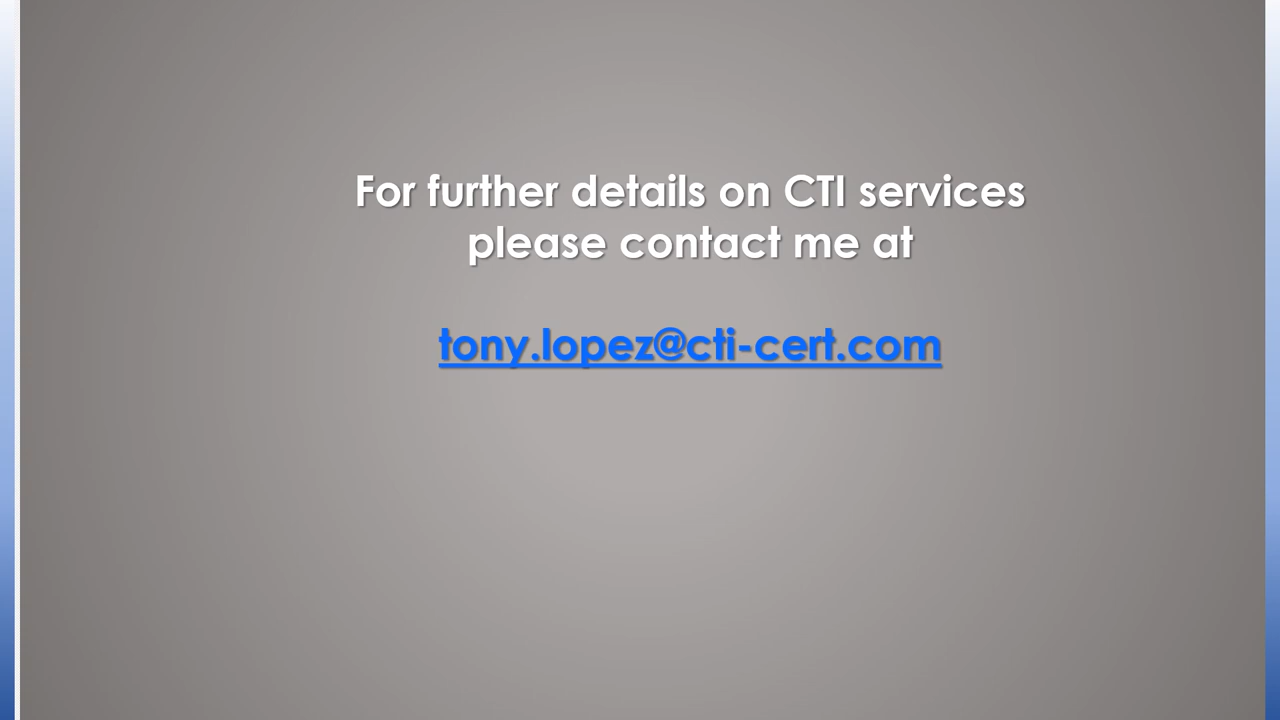 For further details on CTI services
please contact me at
tony.lopez@cti-cert.com